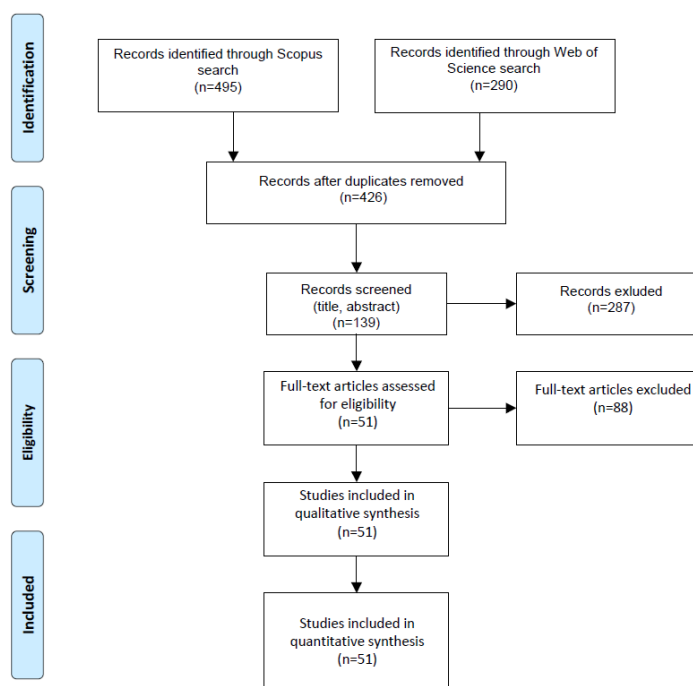 Identification
Records identified through Scopus
search
(n=495)
Records identified through Web of
Science search
(n=290)
Records after duplicates removed
(n=426)
Screening
Records screened
(title, abstract)
(n=139)
Records exluded
(n=287)
Eligibility
Full-text articles assessed
for eligibility
(n=51)
Full-text articles excluded
(n=88)
Studies included in
qualitative synthesis
(n=51)
Included
Studies included in
quantitative synthesis
(n=51)